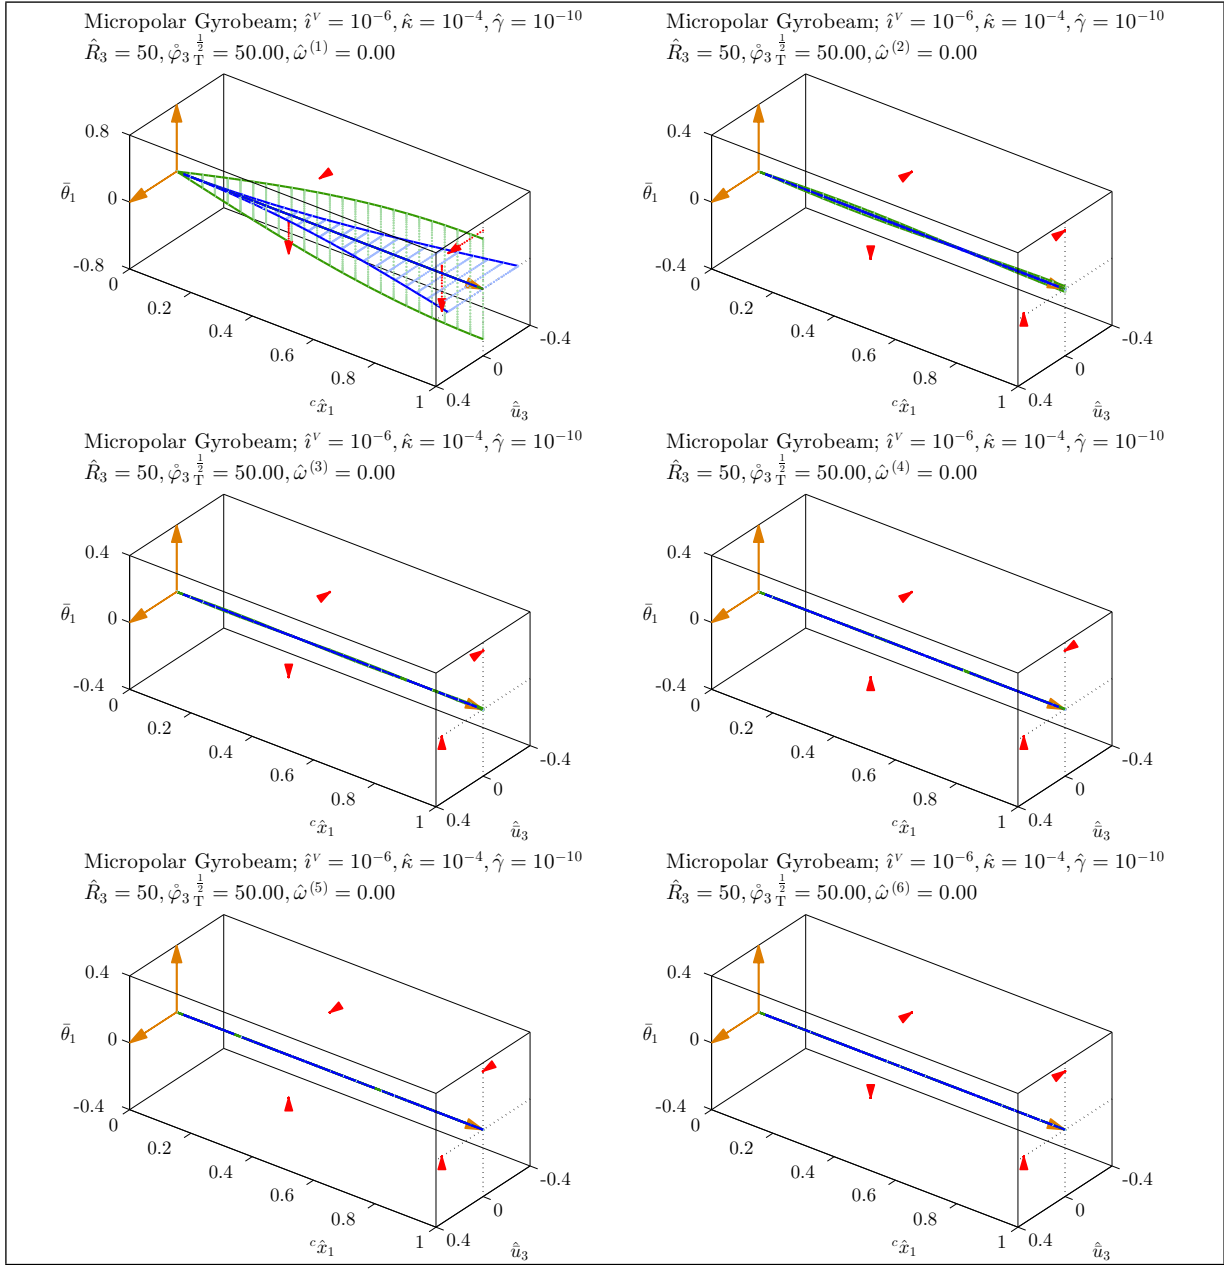 Micropolar Gyrobeam; î^V = 10^-6, κ̂ = 10^-4, γ̂ = 10^-10
R̂_3 = 50, φ̊_3 T^(1/2) = 50.00, ω̂^(1) = 0.00
0.8
θ̄_1
0
-0.8
0
0.2
0.4
0.6
0.8
1
^c x̂_1
0.4
0
-0.4
ū̂_3
Micropolar Gyrobeam; î^V = 10^-6, κ̂ = 10^-4, γ̂ = 10^-10
R̂_3 = 50, φ̊_3 T^(1/2) = 50.00, ω̂^(2) = 0.00
0.4
θ̄_1
0
-0.4
0
0.2
0.4
0.6
0.8
1
^c x̂_1
0.4
0
-0.4
ū̂_3
Micropolar Gyrobeam; î^V = 10^-6, κ̂ = 10^-4, γ̂ = 10^-10
R̂_3 = 50, φ̊_3 T^(1/2) = 50.00, ω̂^(3) = 0.00
0.4
θ̄_1
0
-0.4
0
0.2
0.4
0.6
0.8
1
^c x̂_1
0.4
0
-0.4
ū̂_3
Micropolar Gyrobeam; î^V = 10^-6, κ̂ = 10^-4, γ̂ = 10^-10
R̂_3 = 50, φ̊_3 T^(1/2) = 50.00, ω̂^(4) = 0.00
0.4
θ̄_1
0
-0.4
0
0.2
0.4
0.6
0.8
1
^c x̂_1
0.4
0
-0.4
ū̂_3
Micropolar Gyrobeam; î^V = 10^-6, κ̂ = 10^-4, γ̂ = 10^-10
R̂_3 = 50, φ̊_3 T^(1/2) = 50.00, ω̂^(5) = 0.00
0.4
θ̄_1
0
-0.4
0
0.2
0.4
0.6
0.8
1
^c x̂_1
0.4
0
-0.4
ū̂_3
Micropolar Gyrobeam; î^V = 10^-6, κ̂ = 10^-4, γ̂ = 10^-10
R̂_3 = 50, φ̊_3 T^(1/2) = 50.00, ω̂^(6) = 0.00
0.4
θ̄_1
0
-0.4
0
0.2
0.4
0.6
0.8
1
^c x̂_1
0.4
0
-0.4
ū̂_3